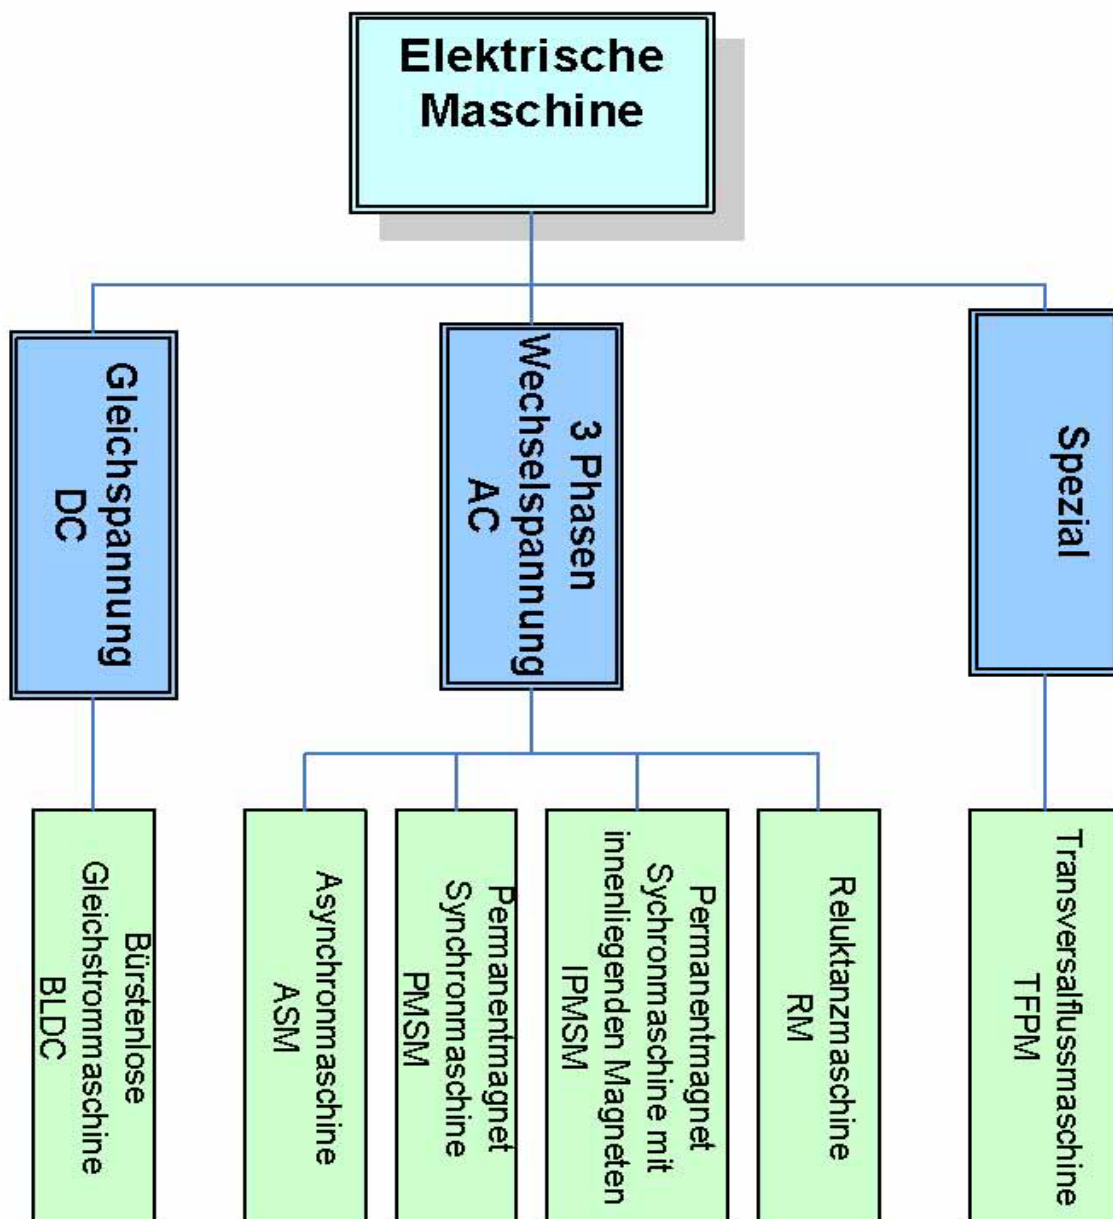 Elektrische
Maschine
Gleichspannung
DC
3 Phasen
Wechselspannung
AC
Spezial
Bürstenlose
Gleichstrommaschine
BLDC
Asynchronmaschine
ASM
Permanentmagnet
Synchronmaschine
PMSM
Permanentmagnet
Sychronmaschine mit
innenliegenden Magneten
IPMSM
Reluktanzmaschine
RM
Transversalflussmaschine
TFPM